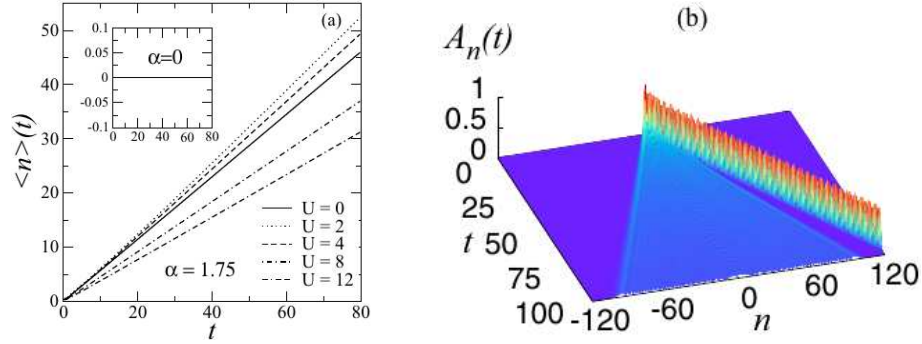 (a)
<n>(t)
50
40
30
20
10
0
0.1
0.05
0
-0.05
-0.1
α=0
0 20 40 60 80
U = 0
U = 2
U = 4
U = 8
U = 12
α = 1.75
0 20 40 60 80
t
(b)
Aₙ(t)
1
0.5
0
0
25
50
75
100
t
-120 -60 0 60 120
n